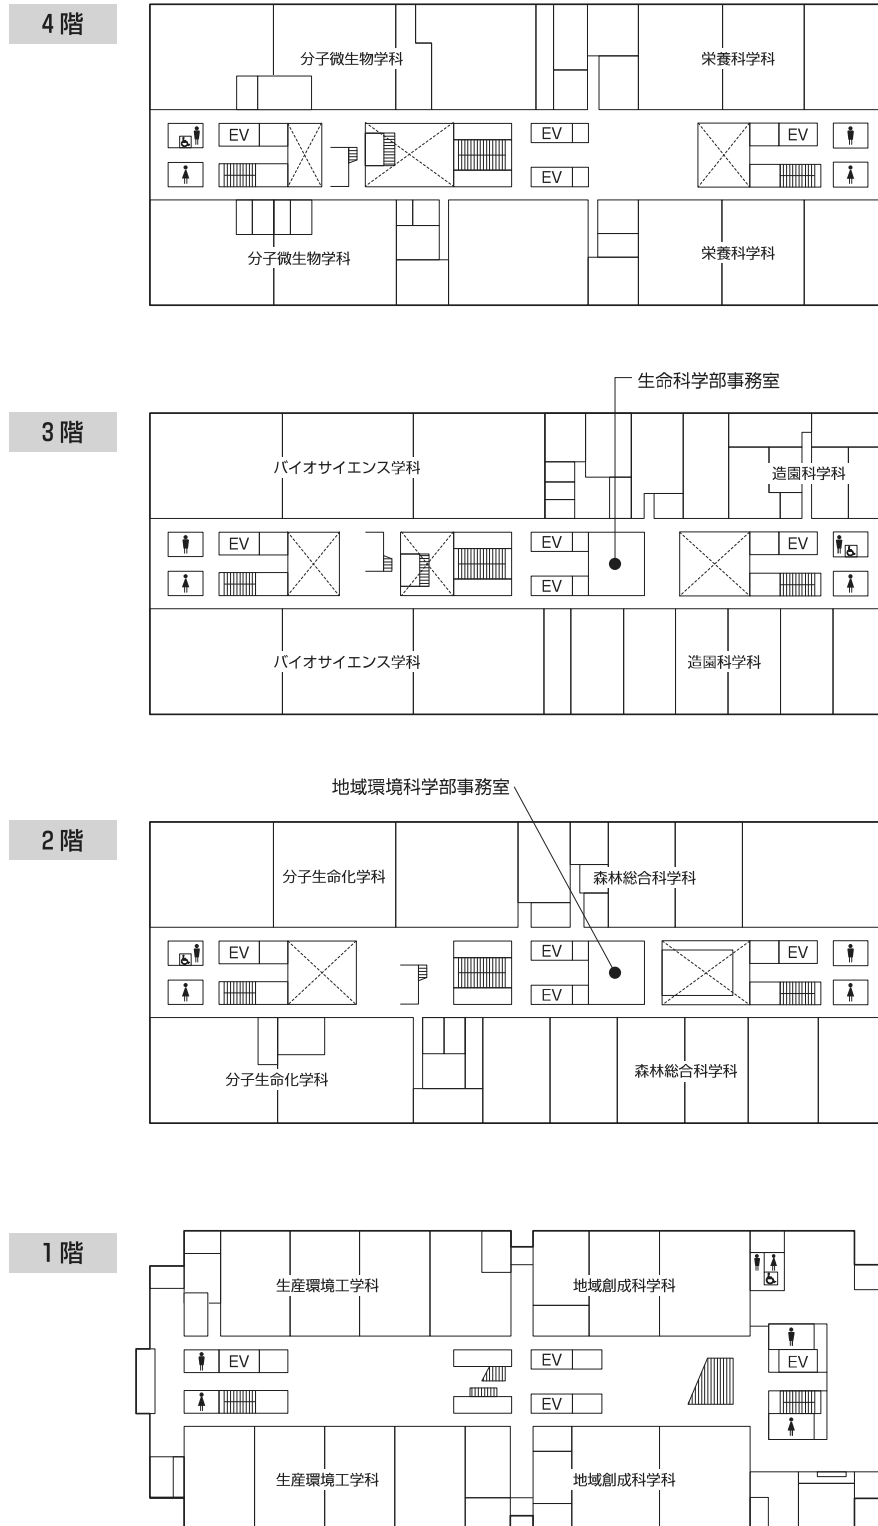 4階
分子微生物学科
栄養科学科
EV
EV
EV
EV
分子微生物学科
栄養科学科
生命科学部事務室
3階
バイオサイエンス学科
造園科学科
EV
EV
EV
EV
バイオサイエンス学科
造園科学科
地域環境科学部事務室
2階
分子生命化学科
森林総合科学科
EV
EV
EV
EV
分子生命化学科
森林総合科学科
1階
生産環境工学科
地域創成科学科
EV
EV
EV
EV
生産環境工学科
地域創成科学科